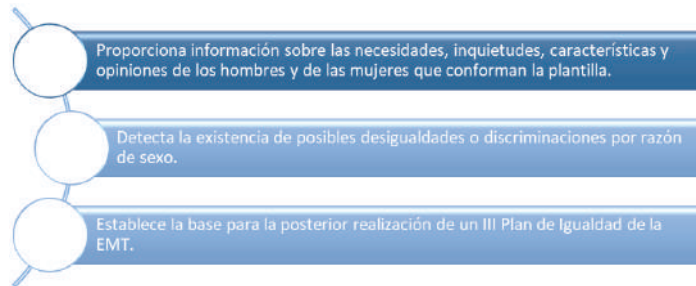 Proporciona información sobre las necesidades, inquietudes, características y
opiniones de los hombres y de las mujeres que conforman la plantilla.
Detecta la existencia de posibles desigualdades o discriminaciones por razón
de sexo.
Establece la base para la posterior realización de un III Plan de Igualdad de la
EMT.